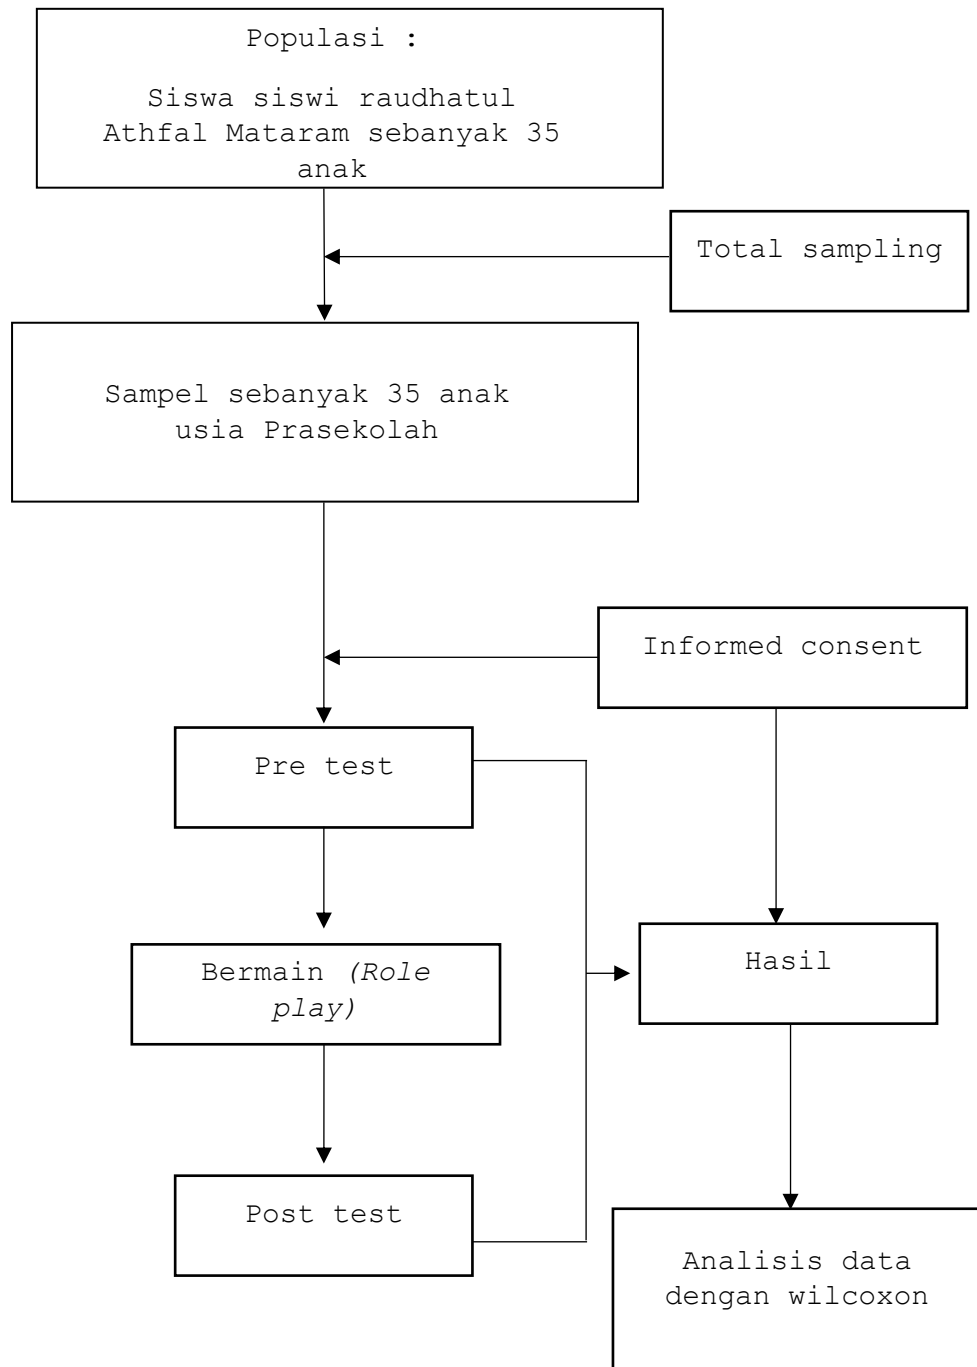 Populasi :
Siswa siswi raudhatul
Athfal Mataram sebanyak 35
anak
Total sampling
Sampel sebanyak 35 anak
usia Prasekolah
Informed consent
Pre test
Bermain (Role
play)
Hasil
Post test
Analisis data
dengan wilcoxon